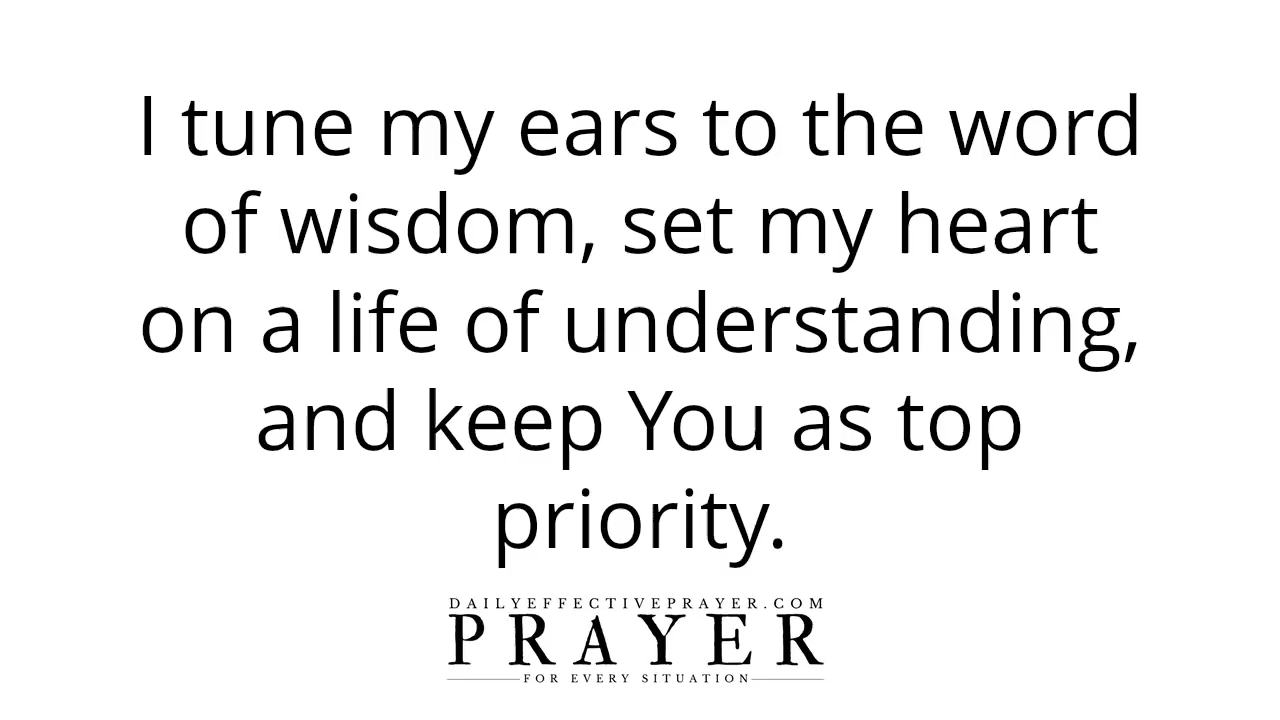 I tune my ears to the word
of wisdom, set my heart
on a life of understanding,
and keep You as top
priority.
DAILYEFFECTIVEPRAYER.COM
PRAYER
FOR EVERY SITUATION